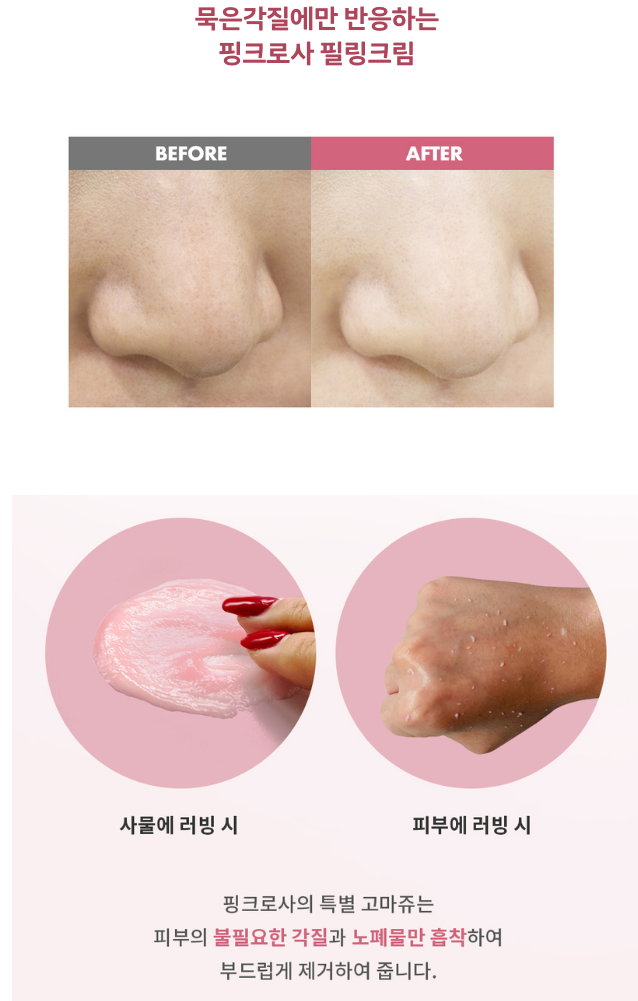 묵은각질에만 반응하는
핑크로사 필링크림
BEFORE
AFTER
사물에 러빙 시
피부에 러빙 시
핑크로사의 특별 고마쥬는
피부의 불필요한 각질과 노폐물만 흡착하여
부드럽게 제거하여 줍니다.